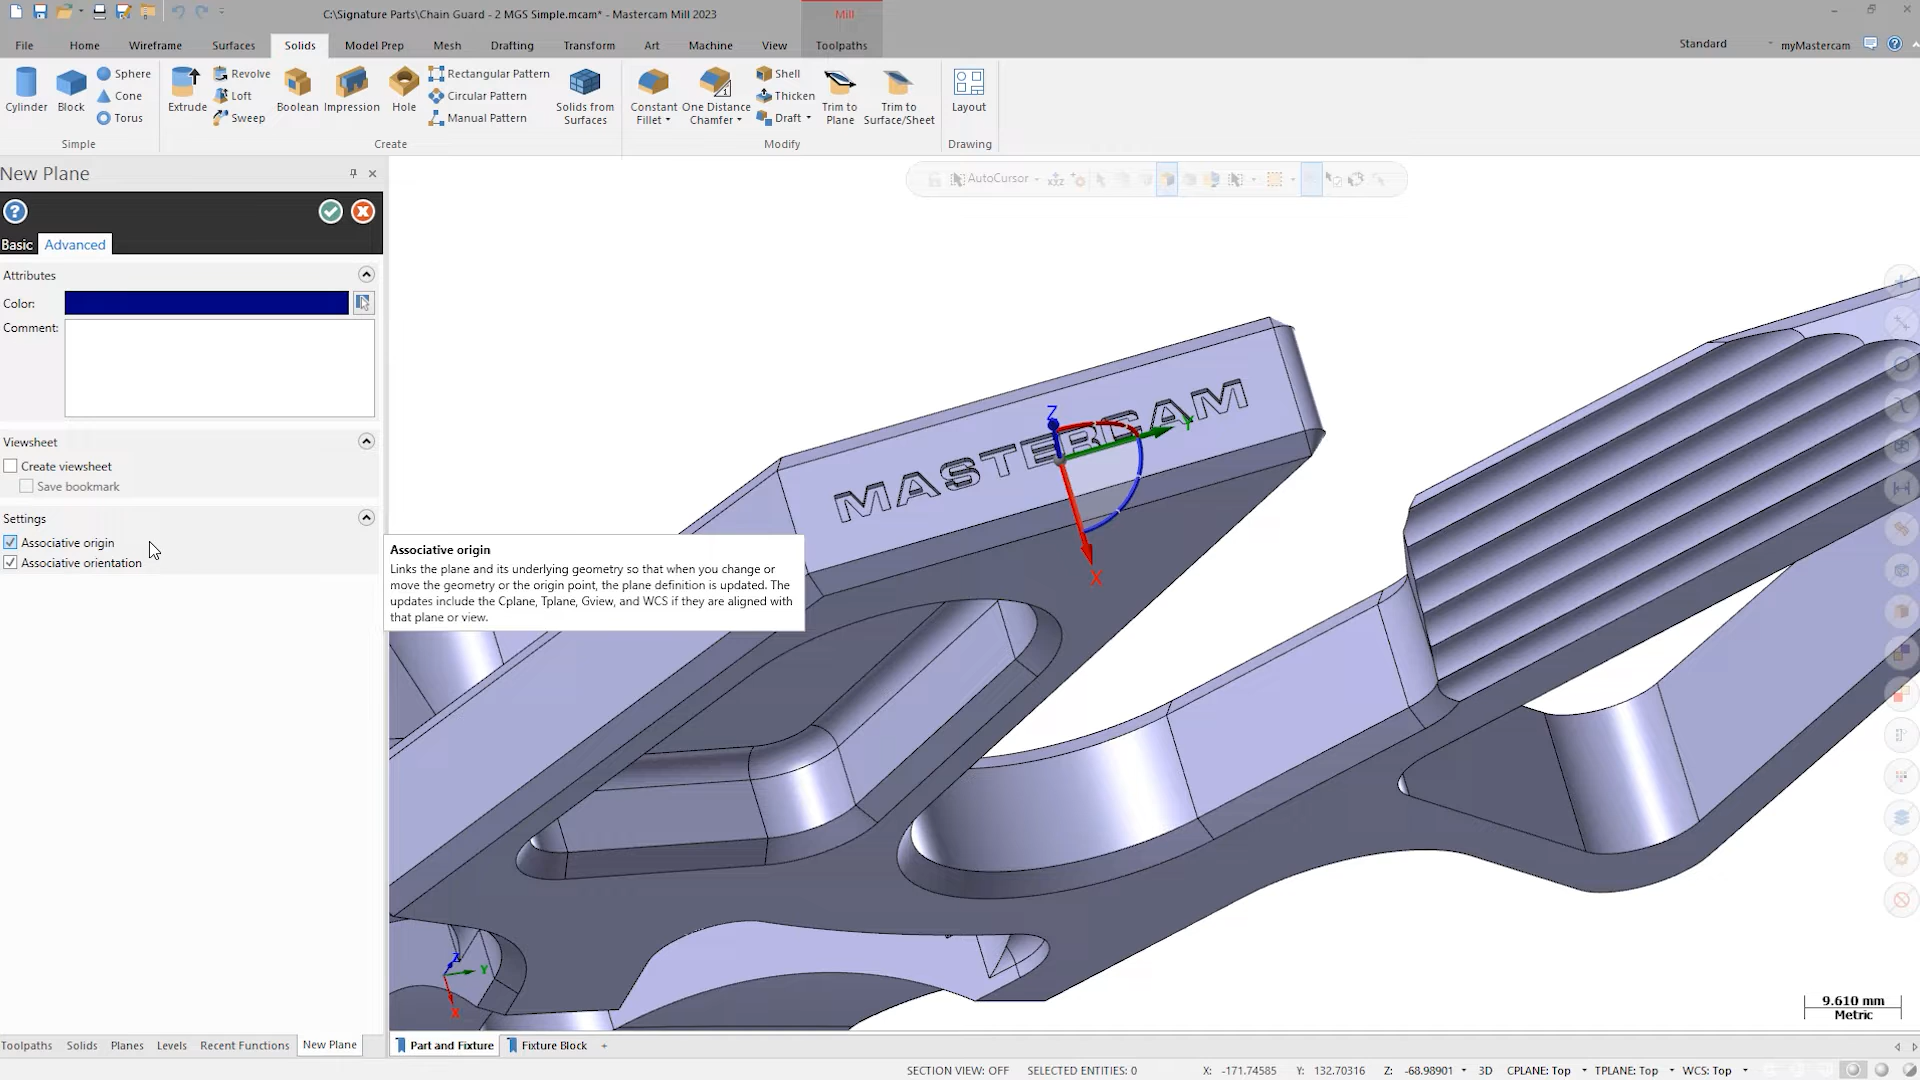 C:\Signature Parts\Chain Guard - 2 MGS Simple.mcam* - Mastercam Mill 2023
Mill
File
Home
Wireframe
Surfaces
Solids
Model Prep
Mesh
Drafting
Transform
Art
Machine
View
Toolpaths
Standard
myMastercam
Cylinder
Block
Sphere
Cone
Torus
Simple
Extrude
Revolve
Loft
Sweep
Boolean
Impression
Hole
Rectangular Pattern
Circular Pattern
Manual Pattern
Solids from
Surfaces
Create
Constant
Fillet
One Distance
Chamfer
Shell
Thicken
Draft
Trim to
Plane
Trim to
Surface/Sheet
Modify
Layout
Drawing
New Plane
Basic
Advanced
Attributes
Color:
Comment:
Viewsheet
Create viewsheet
Save bookmark
Settings
Associative origin
Associative orientation
AutoCursor
MASTERCAM
Z
Y
X
Associative origin
Links the plane and its underlying geometry so that when you change or
move the geometry or the origin point, the plane definition is updated. The
updates include the Cplane, Tplane, Gview, and WCS if they are aligned with
that plane or view.
Z
Y
X
9.610 mm
Metric
Toolpaths
Solids
Planes
Levels
Recent Functions
New Plane
Part and Fixture
Fixture Block
+
SECTION VIEW: OFF
SELECTED ENTITIES: 0
X: -171.74585
Y: 132.70316
Z: -68.98901
3D
CPLANE: Top
TPLANE: Top
WCS: Top